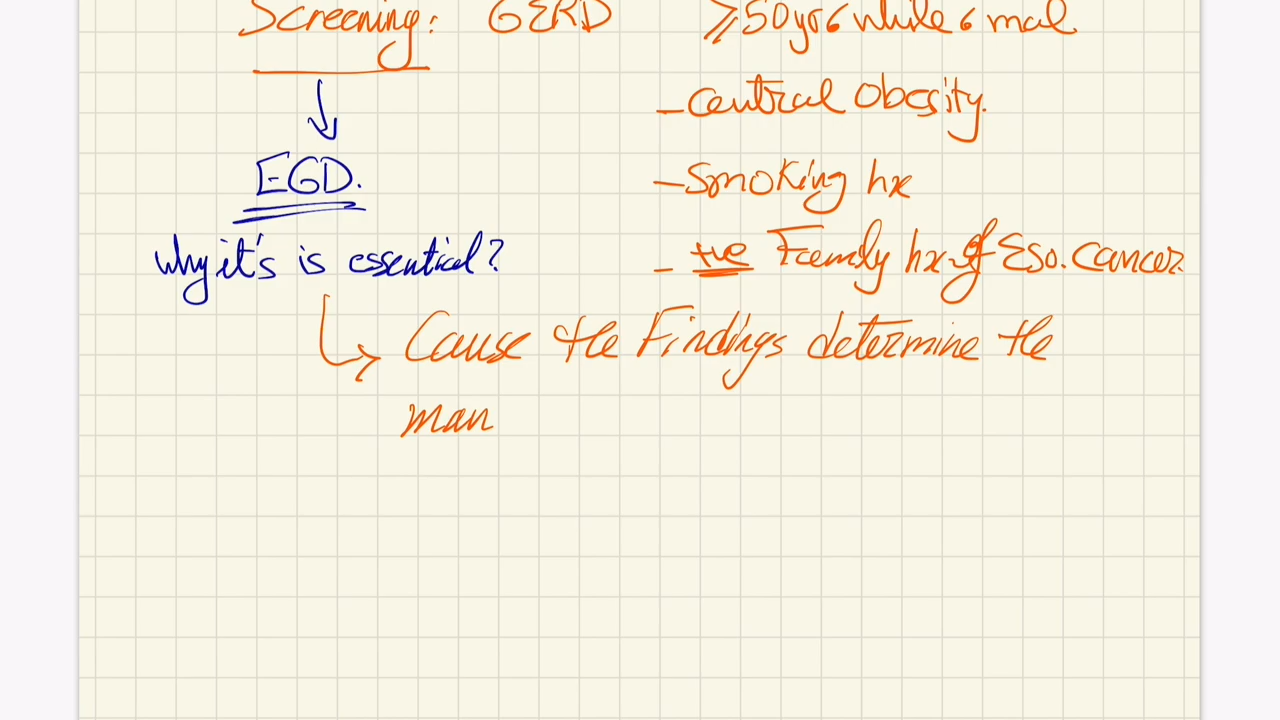 Screening: GERD ≥50yrs, white, male
- central obesity.
↓
EGD.
- Smoking hx
why it's is essential?
- +ve Family hx of Eso. Cancer.
↳ Cause the Findings determine the
man